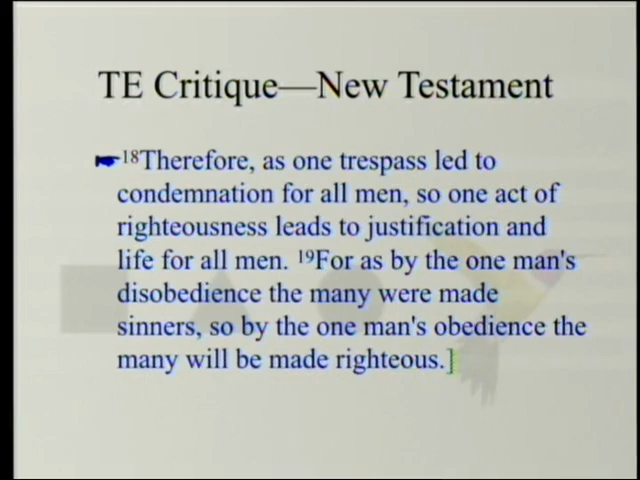 TE Critique—New Testament
18Therefore, as one trespass led to
condemnation for all men, so one act of
righteousness leads to justification and
life for all men. 19For as by the one man's
disobedience the many were made
sinners, so by the one man's obedience the
many will be made righteous.]